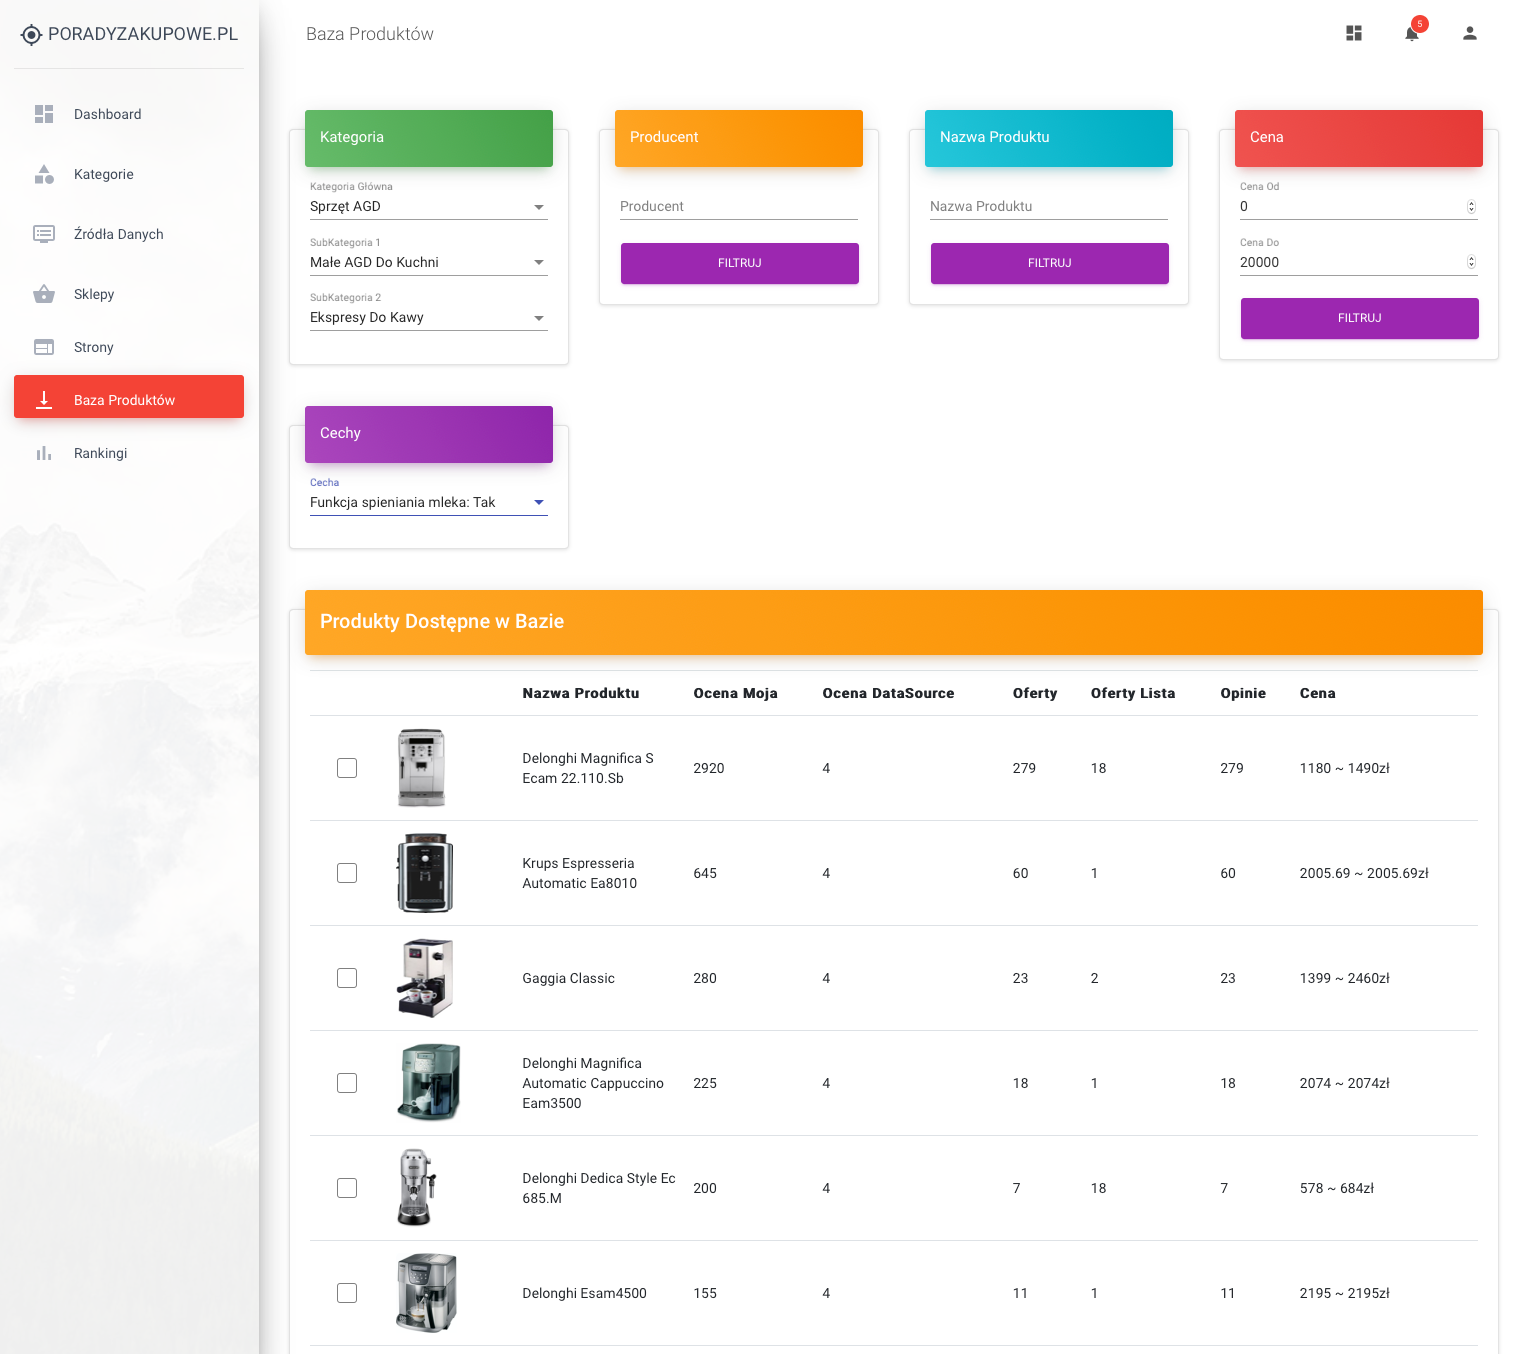 PORADYZAKUPOWE.PL
Dashboard
Kategorie
Źródła Danych
Sklepy
Strony
Baza Produktów
Rankingi
Baza Produktów
5
Kategoria
Kategoria Główna
Sprzęt AGD
SubKategoria 1
Małe AGD Do Kuchni
SubKategoria 2
Ekspresy Do Kawy
Producent
Producent
FILTRUJ
Nazwa Produktu
Nazwa Produktu
FILTRUJ
Cena
Cena Od
0
Cena Do
20000
FILTRUJ
Cechy
Cecha
Funkcja spieniania mleka: Tak
Produkty Dostępne w Bazie
Nazwa Produktu Ocena Moja Ocena DataSource Oferty Oferty Lista Opinie Cena
Delonghi Magnifica S
Ecam 22.110.Sb
2920 4 279 18 279 1180 ~ 1490zł
Krups Espresseria
Automatic Ea8010
645 4 60 1 60 2005.69 ~ 2005.69zł
Gaggia Classic 280 4 23 2 23 1399 ~ 2460zł
Delonghi Magnifica
Automatic Cappuccino
Eam3500
225 4 18 1 18 2074 ~ 2074zł
Delonghi Dedica Style Ec
685.M
200 4 7 18 7 578 ~ 684zł
Delonghi Esam4500 155 4 11 1 11 2195 ~ 2195zł